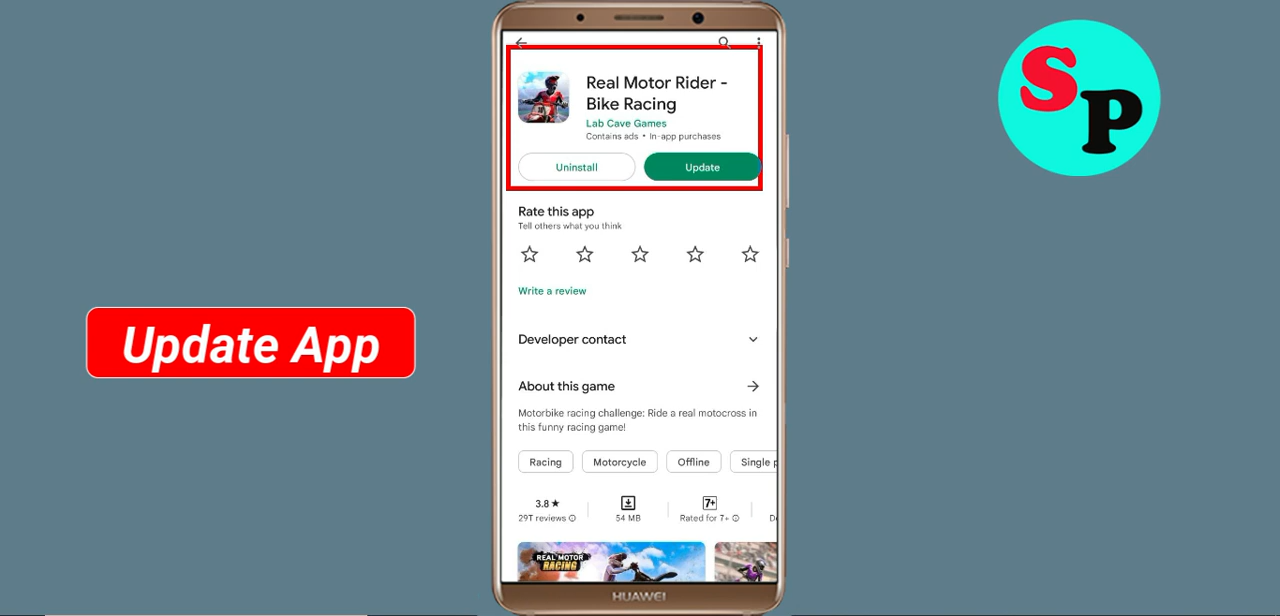 Real Motor Rider -
Bike Racing
Lab Cave Games
Contains ads • In-app purchases
Uninstall
Update
Rate this app
Tell others what you think
Write a review
Developer contact
About this game
Motorbike racing challenge: Ride a real motocross in
this funny racing game!
Racing
Motorcycle
Offline
Single p
3.8★
29T reviews
54 MB
7+
Rated for 7+
REAL MOTOR
RACING
HUAWEI
Update App
SP